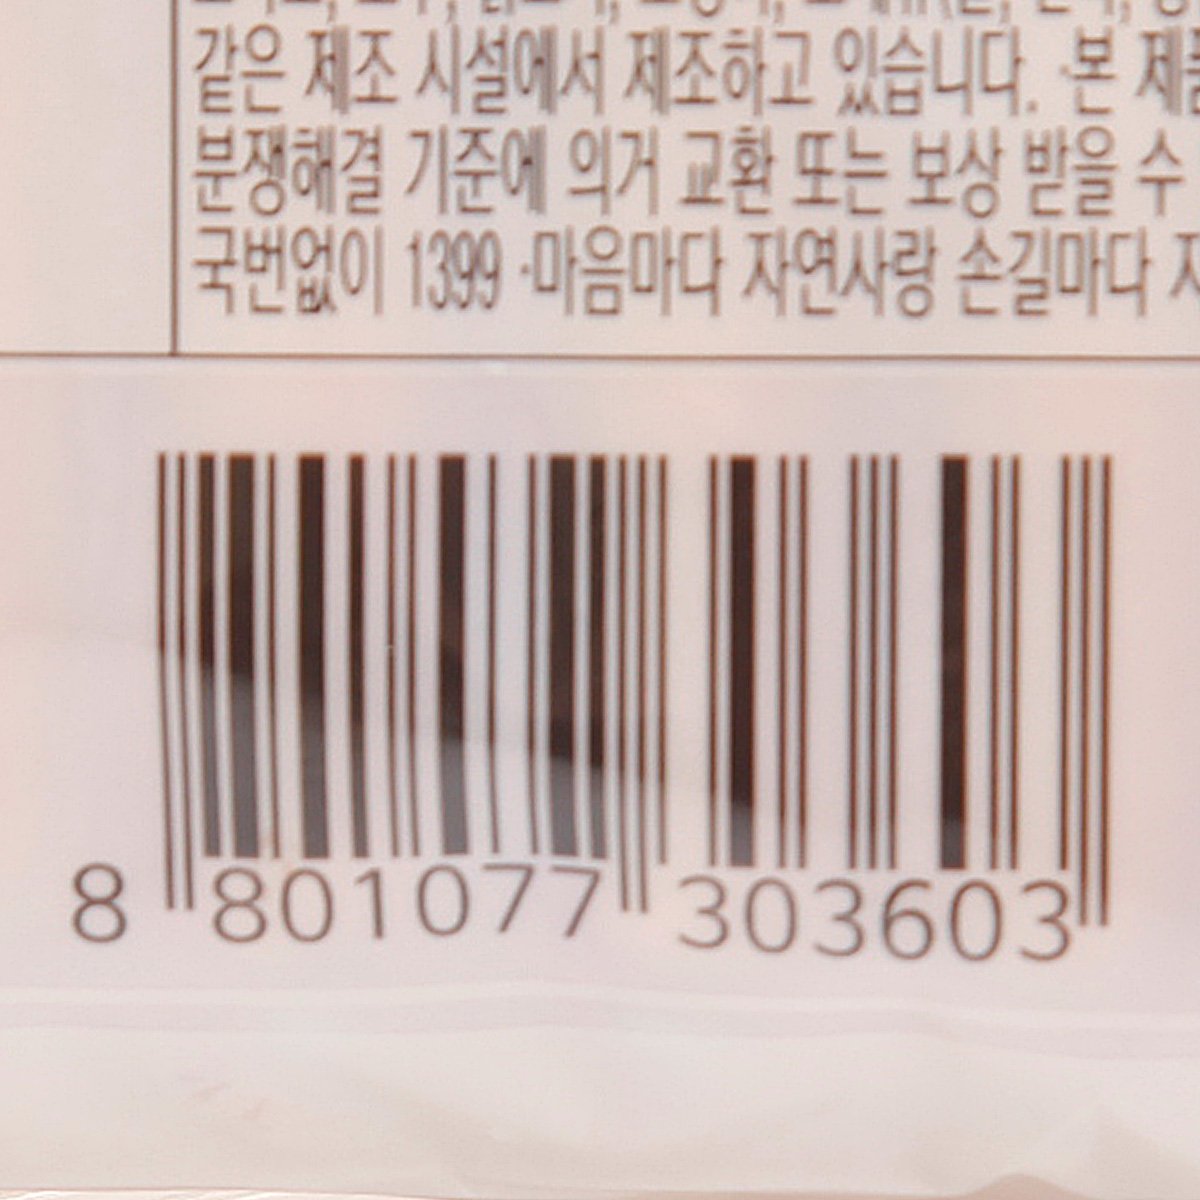 같은 제조 시설에서 제조하고 있습니다. ·본
분쟁해결 기준에 의거 교환 또는 보상 받을 수
국번없이 1399 ·마음마다 자연사랑 손길마다
8 801077 303603